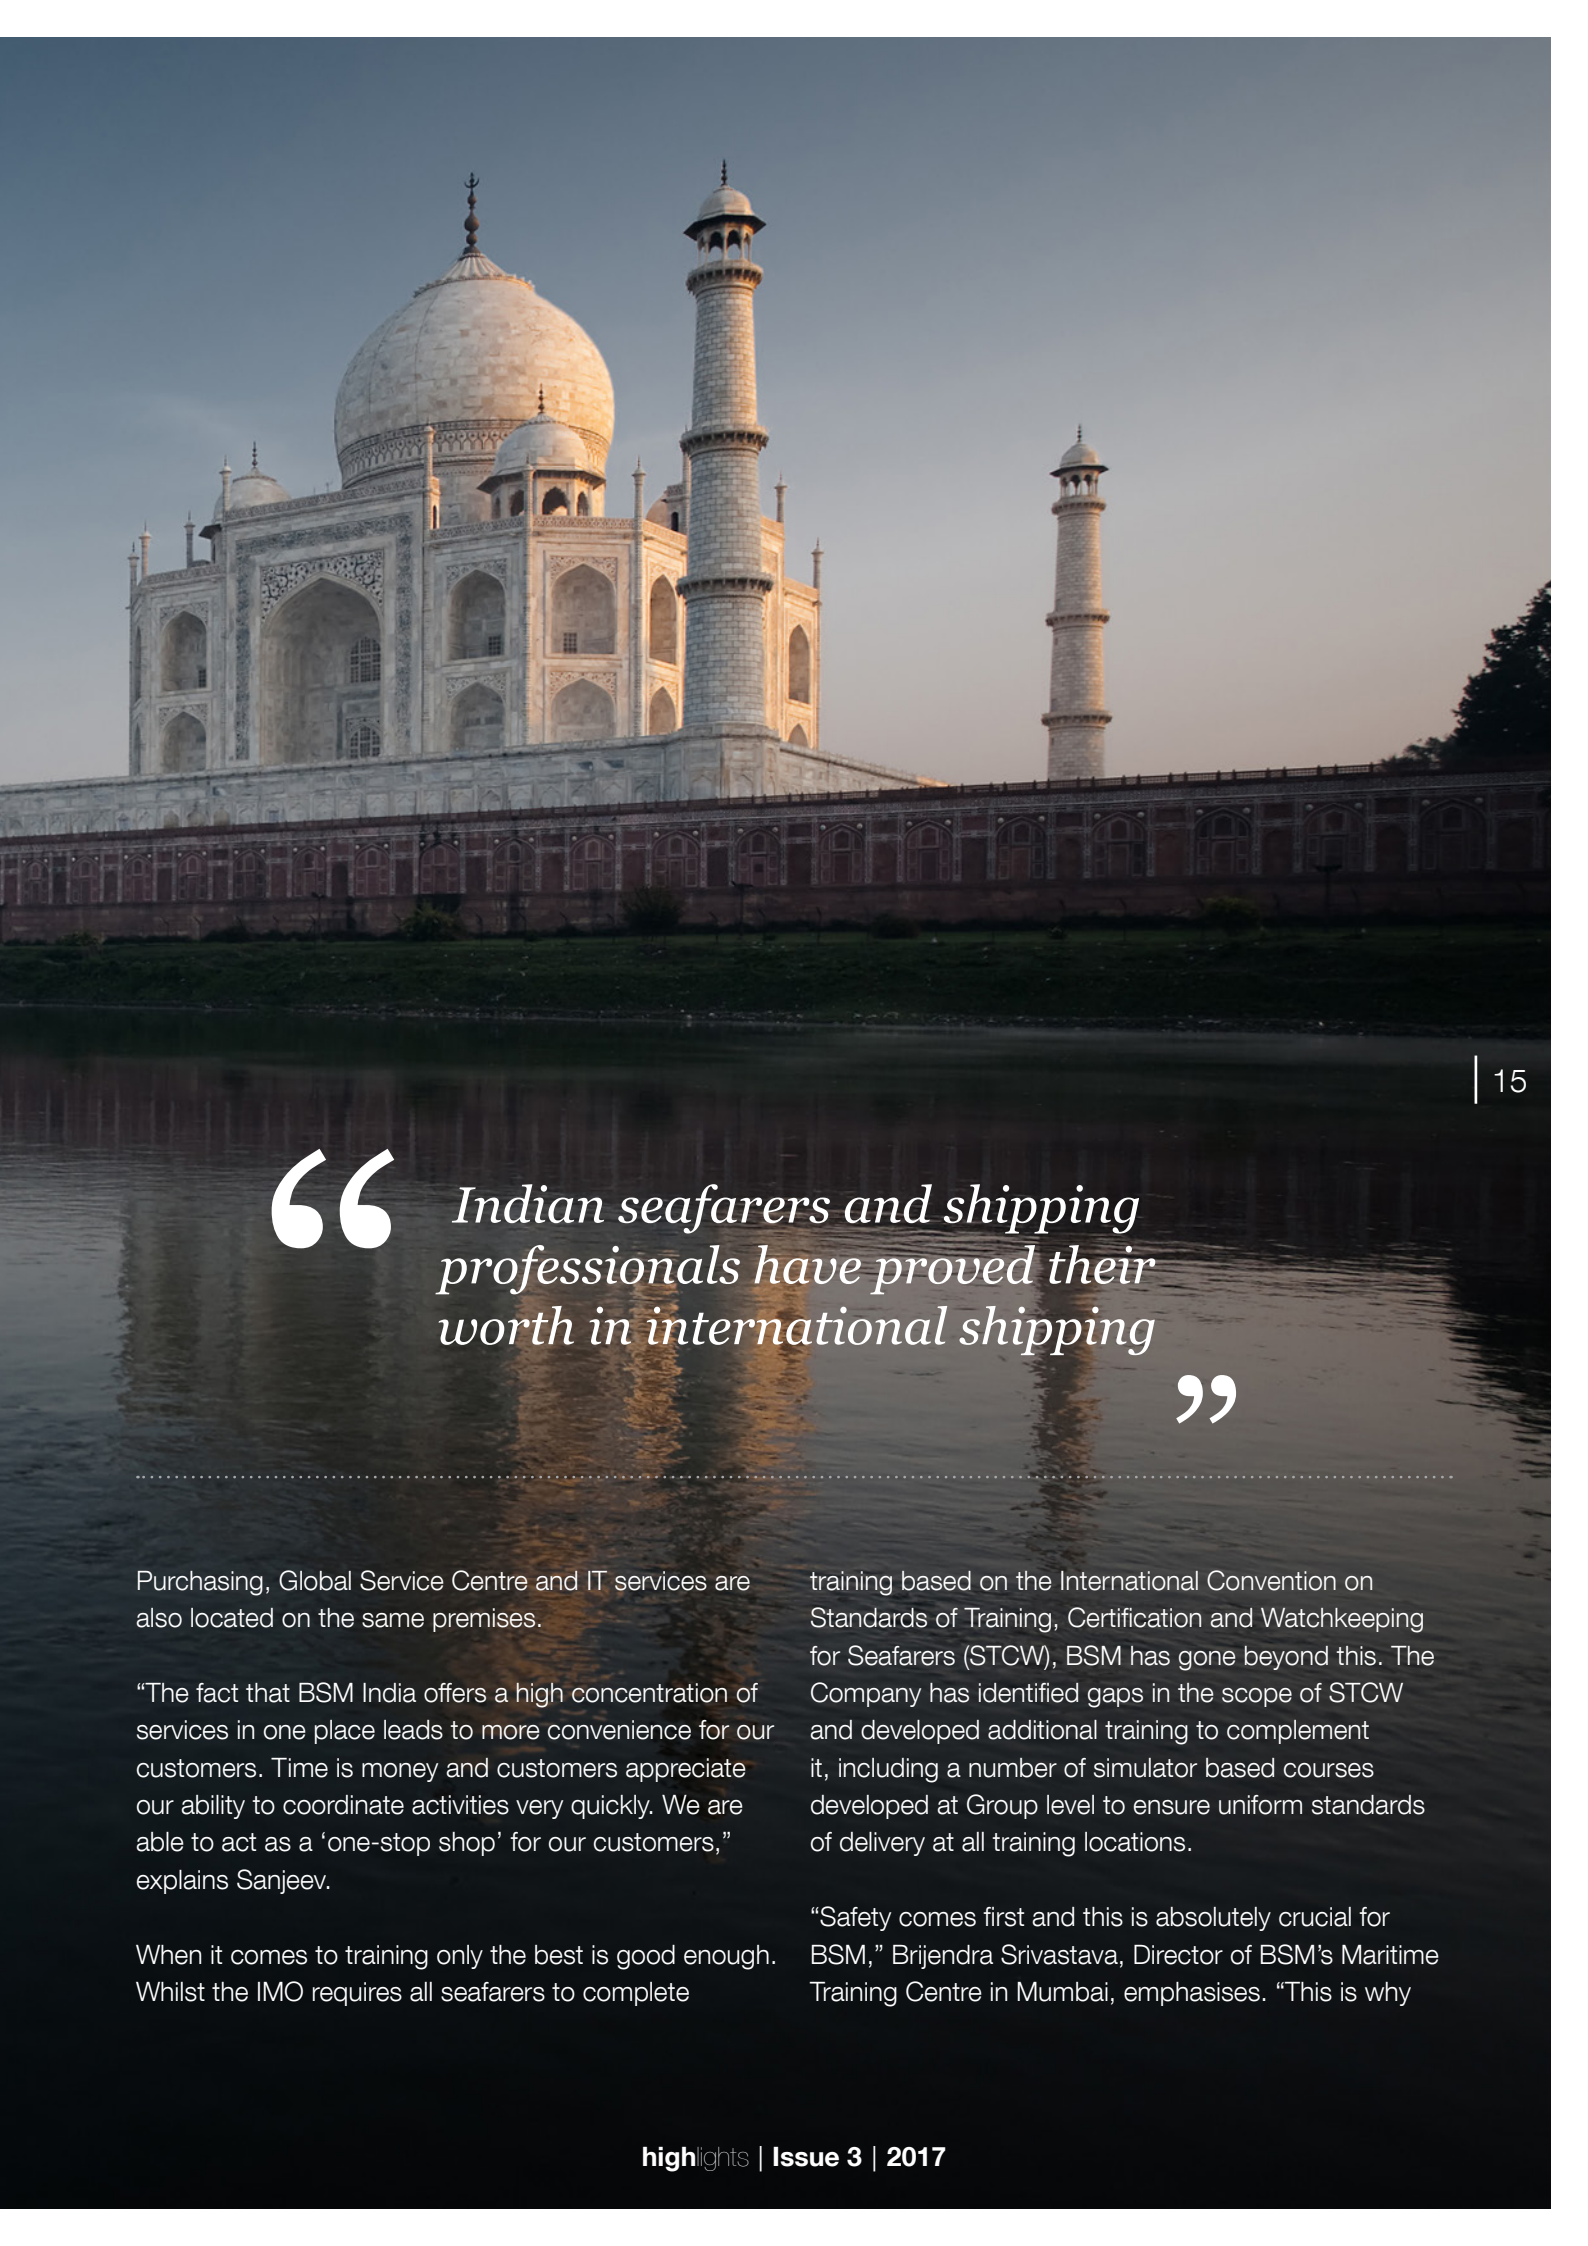 15
“Indian seafarers and shipping
professionals have proved their
worth in international shipping”
Purchasing, Global Service Centre and IT services are
also located on the same premises.
“The fact that BSM India offers a high concentration of
services in one place leads to more convenience for our
customers. Time is money and customers appreciate
our ability to coordinate activities very quickly. We are
able to act as a ‘one-stop shop’ for our customers,”
explains Sanjeev.
When it comes to training only the best is good enough.
Whilst the IMO requires all seafarers to complete
training based on the International Convention on
Standards of Training, Certification and Watchkeeping
for Seafarers (STCW), BSM has gone beyond this. The
Company has identified gaps in the scope of STCW
and developed additional training to complement
it, including a number of simulator based courses
developed at Group level to ensure uniform standards
of delivery at all training locations.
“Safety comes first and this is absolutely crucial for
BSM,” Brijendra Srivastava, Director of BSM’s Maritime
Training Centre in Mumbai, emphasises. “This is why
highlights | Issue 3 | 2017